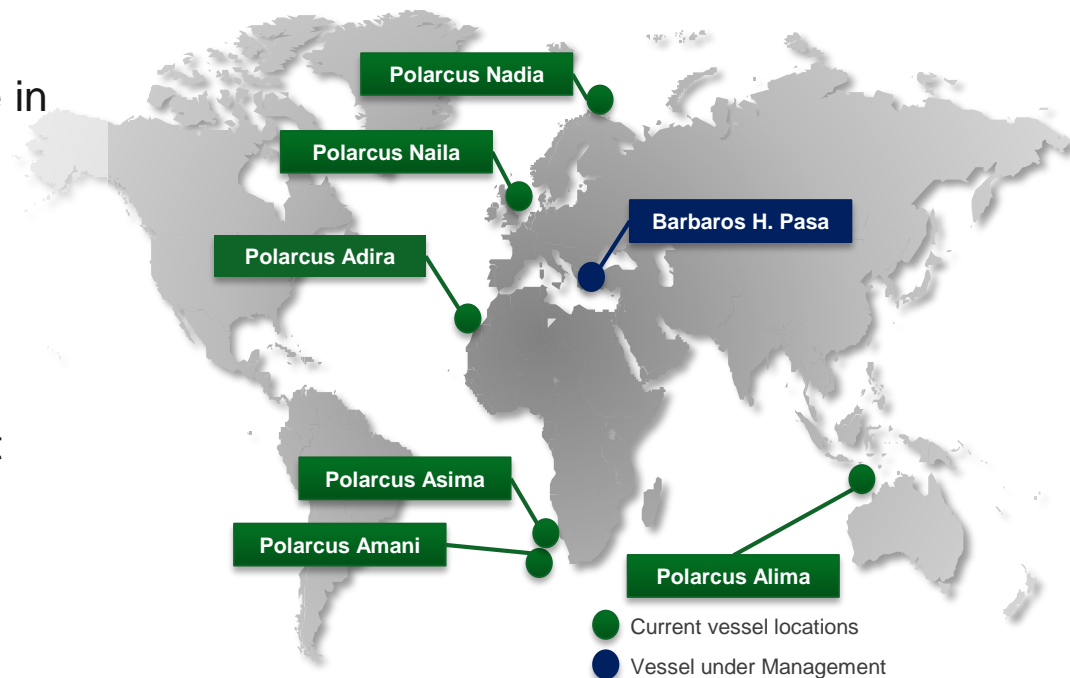 in
Polarcus Nadia
Polarcus Naila
Barbaros H. Pasa
Polarcus Adira
Polarcus Asima
Polarcus Amani
Polarcus Alima
Current vessel locations
Vessel under Management